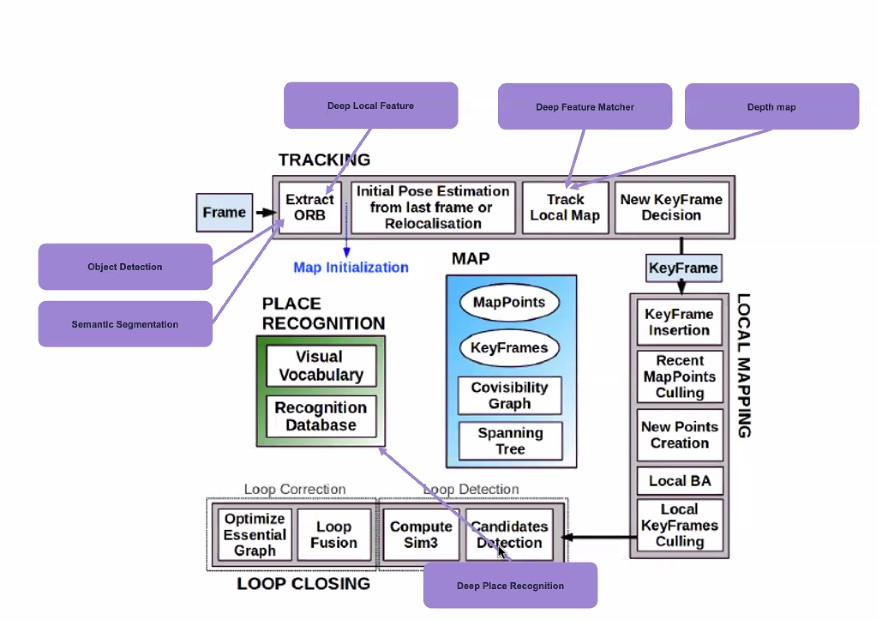 Deep Local Feature
Deep Feature Matcher
Depth map
TRACKING
Frame
Extract
ORB
Initial Pose Estimation
from last frame or
Relocalisation
Track
Local Map
New KeyFrame
Decision
Object Detection
Semantic Segmentation
Map Initialization
MAP
KeyFrame
PLACE
RECOGNITION
Visual
Vocabulary
Recognition
Database
MapPoints
KeyFrames
Covisibility
Graph
Spanning
Tree
LOCAL MAPPING
KeyFrame
Insertion
Recent
MapPoints
Culling
New Points
Creation
Local BA
Local
KeyFrames
Culling
Loop Correction
Loop Detection
Optimize
Essential
Graph
Loop
Fusion
Compute
Sim3
Candidates
Detection
LOOP CLOSING
Deep Place Recognition